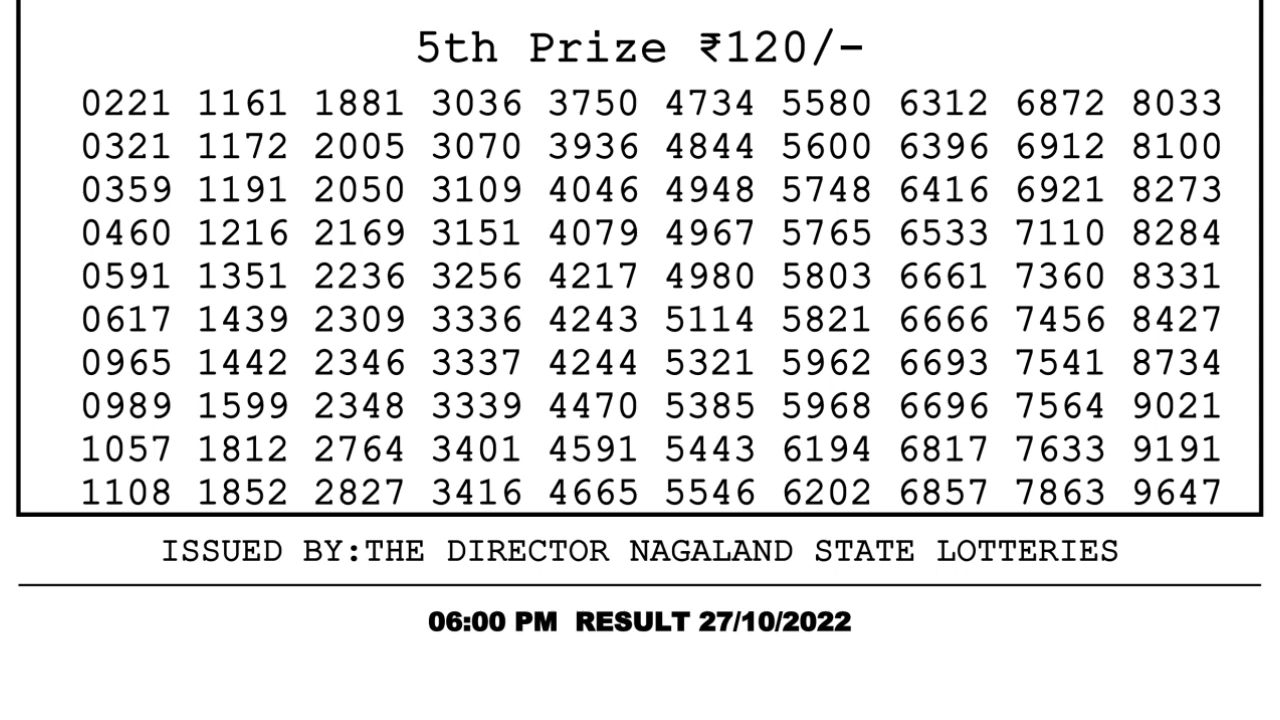 5th Prize ₹120/-
0221 1161 1881 3036 3750 4734 5580 6312 6872 8033
0321 1172 2005 3070 3936 4844 5600 6396 6912 8100
0359 1191 2050 3109 4046 4948 5748 6416 6921 8273
0460 1216 2169 3151 4079 4967 5765 6533 7110 8284
0591 1351 2236 3256 4217 4980 5803 6661 7360 8331
0617 1439 2309 3336 4243 5114 5821 6666 7456 8427
0965 1442 2346 3337 4244 5321 5962 6693 7541 8734
0989 1599 2348 3339 4470 5385 5968 6696 7564 9021
1057 1812 2764 3401 4591 5443 6194 6817 7633 9191
1108 1852 2827 3416 4665 5546 6202 6857 7863 9647
ISSUED BY:THE DIRECTOR NAGALAND STATE LOTTERIES
06:00 PM RESULT 27/10/2022